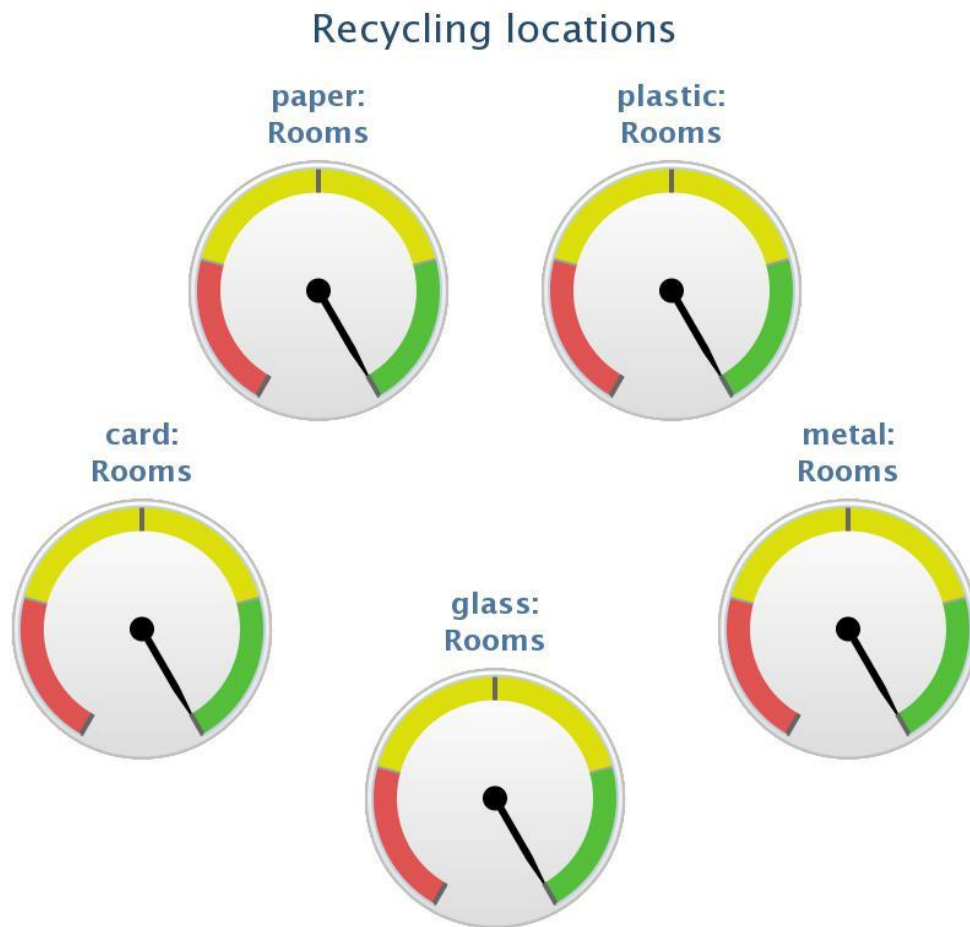 Recycling locations
paper:
Rooms
plastic:
Rooms
card:
Rooms
metal:
Rooms
glass:
Rooms